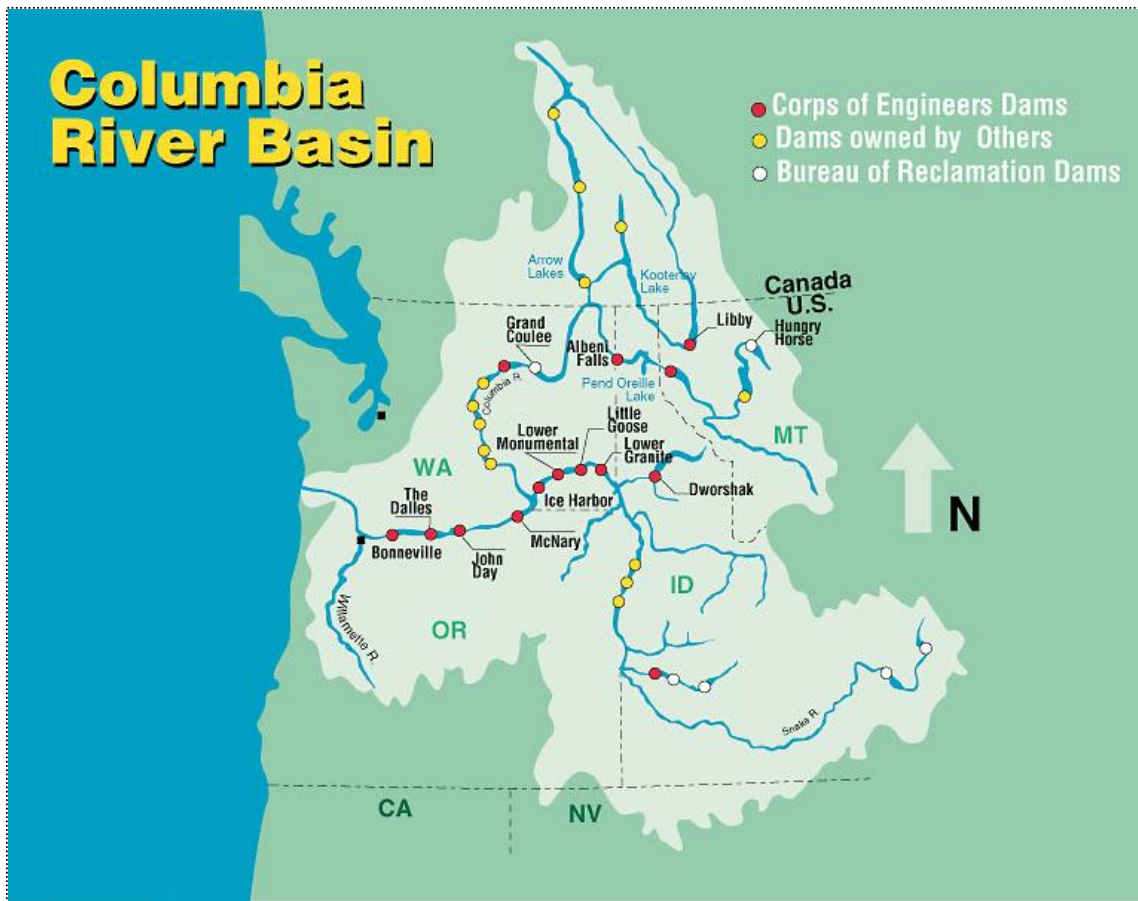 Columbia
River Basin
Corps of Engineers Dams
Dams owned by Others
Bureau of Reclamation Dams
Arrow
Lakes
Kootenay
Lake
Canada
U.S.
Grand
Coulee
Albeni
Falls
Libby
Hungry
Horse
Pend Oreille
Lake
Columbia R.
Little
Goose
Lower
Monumental
Lower
Granite
MT
WA
Dworshak
The
Dalles
Ice Harbor
N
Bonneville
McNary
John
Day
ID
OR
Willamette R.
Snake R.
CA
NV